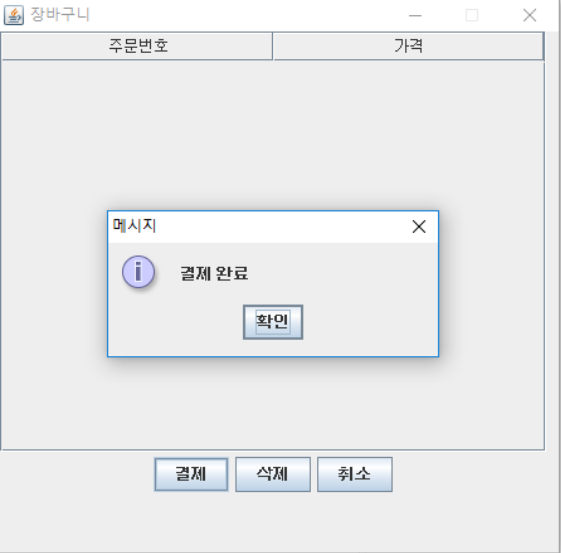 장바구니
주문번호 가격
메시지
결제 완료
확인
결제 삭제 취소